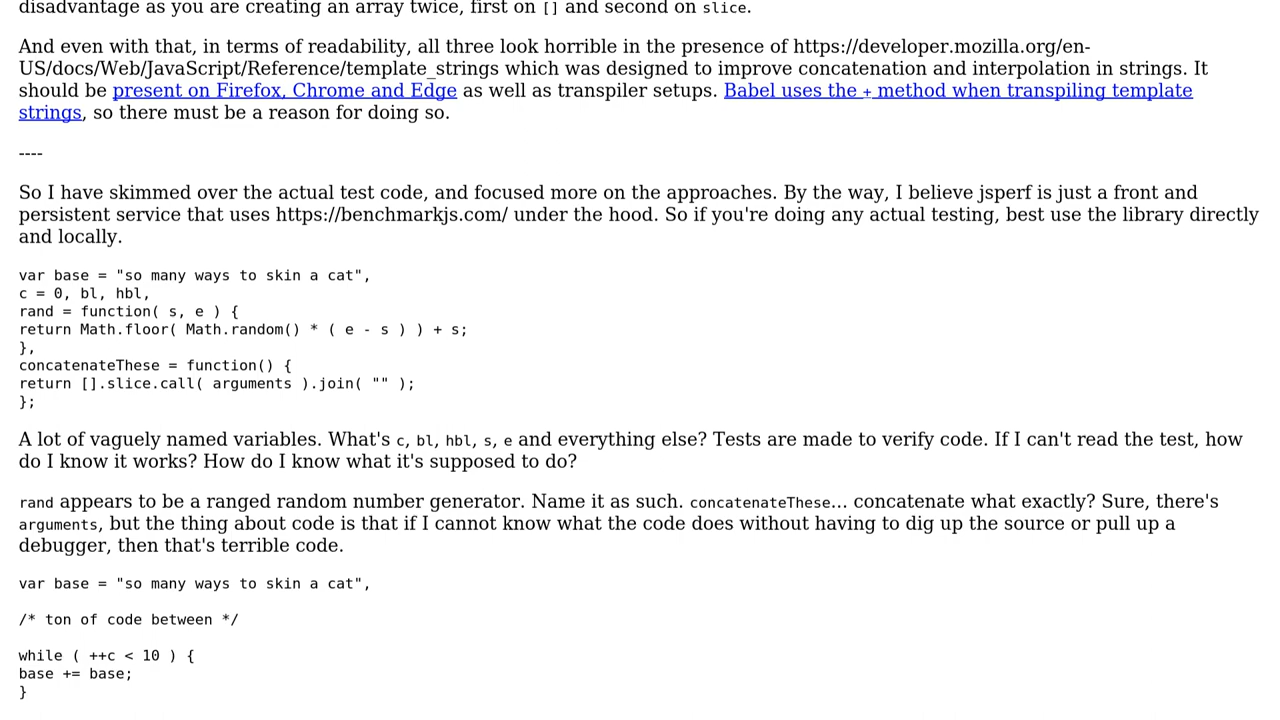 disadvantage as you are creating an array twice, first on [] and second on slice.
And even with that, in terms of readability, all three look horrible in the presence of https://developer.mozilla.org/en-
US/docs/Web/JavaScript/Reference/template_strings which was designed to improve concatenation and interpolation in strings. It
should be present on Firefox, Chrome and Edge as well as transpiler setups. Babel uses the + method when transpiling template
strings, so there must be a reason for doing so.
----
So I have skimmed over the actual test code, and focused more on the approaches. By the way, I believe jsperf is just a front and
persistent service that uses https://benchmarkjs.com/ under the hood. So if you're doing any actual testing, best use the library directly
and locally.
var base = "so many ways to skin a cat",
c = 0, bl, hbl,
rand = function( s, e ) {
return Math.floor( Math.random() * ( e - s ) ) + s;
},
concatenateThese = function() {
return [].slice.call( arguments ).join( "" );
};
A lot of vaguely named variables. What's c, bl, hbl, s, e and everything else? Tests are made to verify code. If I can't read the test, how
do I know it works? How do I know what it's supposed to do?
rand appears to be a ranged random number generator. Name it as such. concatenateThese... concatenate what exactly? Sure, there's
arguments, but the thing about code is that if I cannot know what the code does without having to dig up the source or pull up a
debugger, then that's terrible code.
var base = "so many ways to skin a cat",
/* ton of code between */
while ( ++c < 10 ) {
base += base;
}